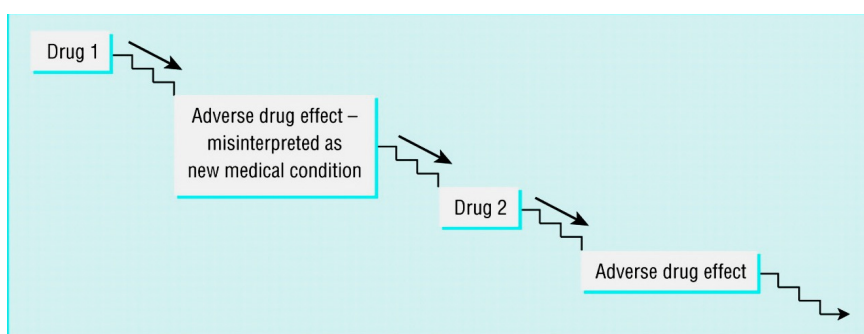 Drug 1
Adverse drug effect –
misinterpreted as
new medical condition
Drug 2
Adverse drug effect